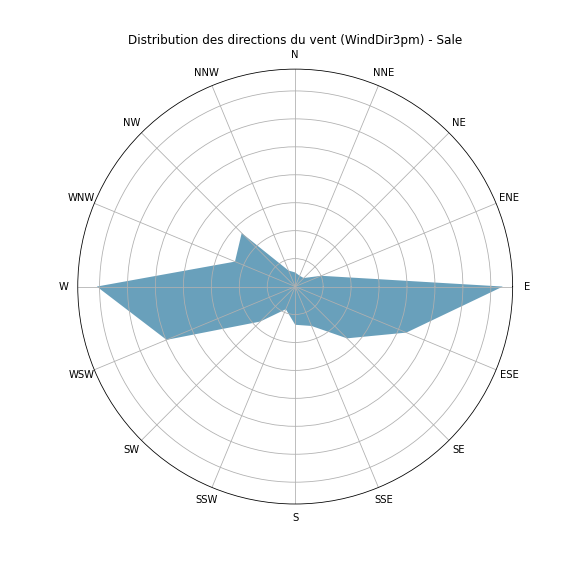 Distribution des directions du vent (WindDir3pm) - Sale
N
NNW
NNE
NW
NE
WNW
ENE
W
E
WSW
ESE
SW
SE
SSW
SSE
S